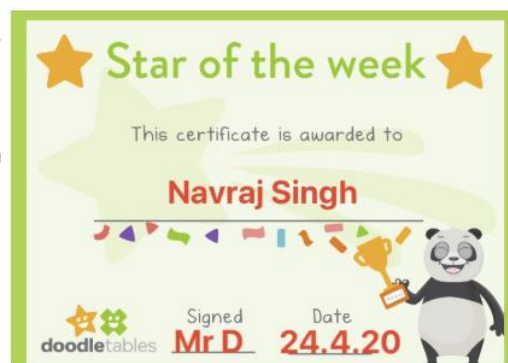 Star of the week
This certificate is awarded to
Navraj Singh
Signed Date
doodletables Mr D 24.4.20